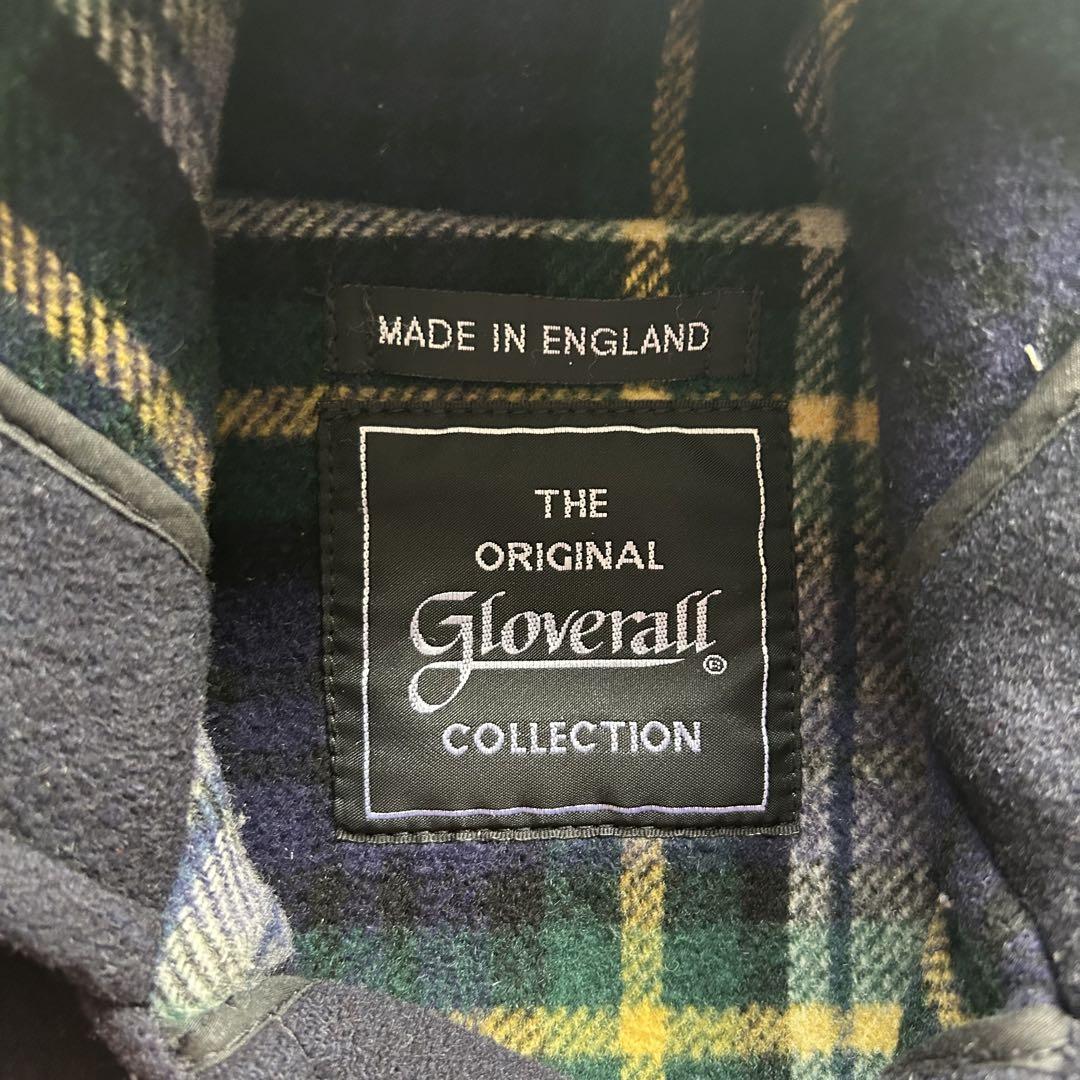 MADE IN ENGLAND
THE
ORIGINAL
Gloverall®
COLLECTION